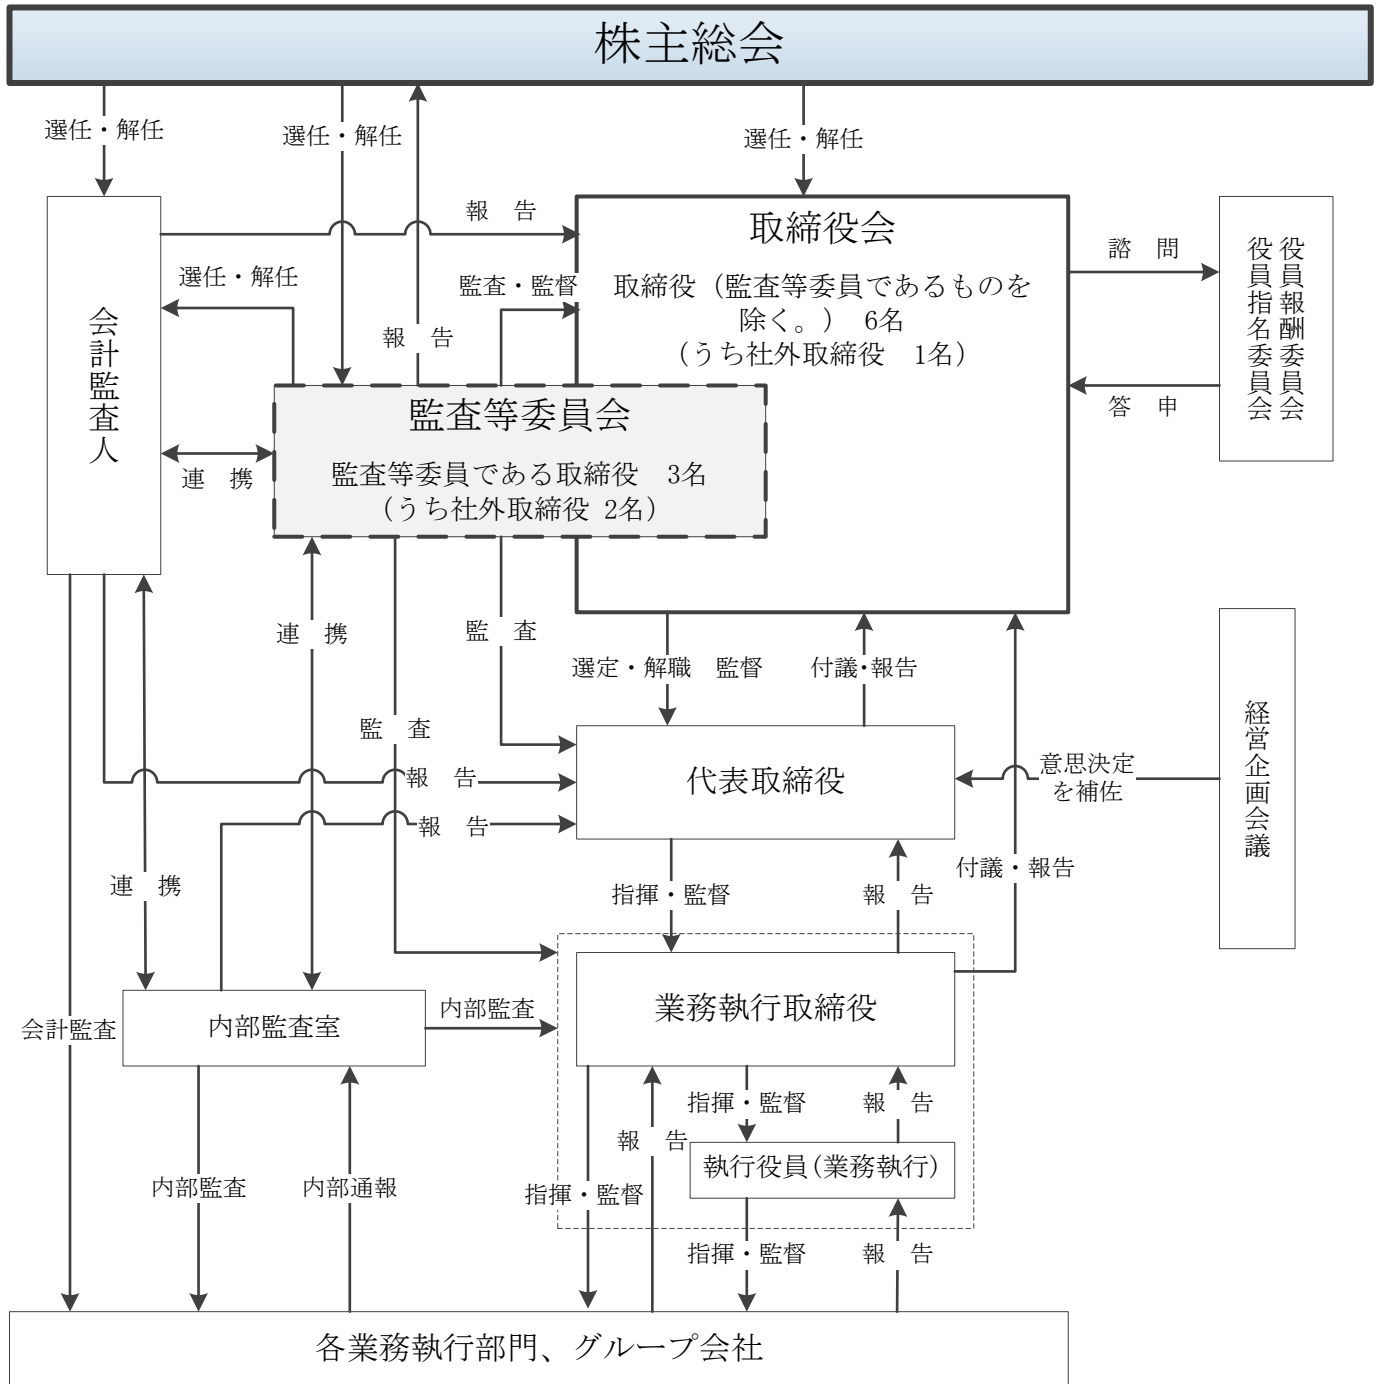 株主総会
選任・解任
選任・解任
選任・解任
報　告
取締役会
諮　問
役員報酬委員会
役員指名委員会
選任・解任
監査・監督
取締役（監査等委員であるものを
除く。）　6名
（うち社外取締役　1名）
会計監査人
報　告
答　申
監査等委員会
監査等委員である取締役　3名
（うち社外取締役 2名）
連　携
連　携
監　査
選定・解職　監督
付議・報告
監　査
経営企画会議
意思決定
を補佐
報　告
代表取締役
報　告
連　携
指揮・監督
報　告
付議・報告
会計監査
内部監査室
内部監査
業務執行取締役
指揮・監督
報　告
報　告
執行役員(業務執行)
内部監査
内部通報
指揮・監督
指揮・監督
報　告
各業務執行部門、グループ会社